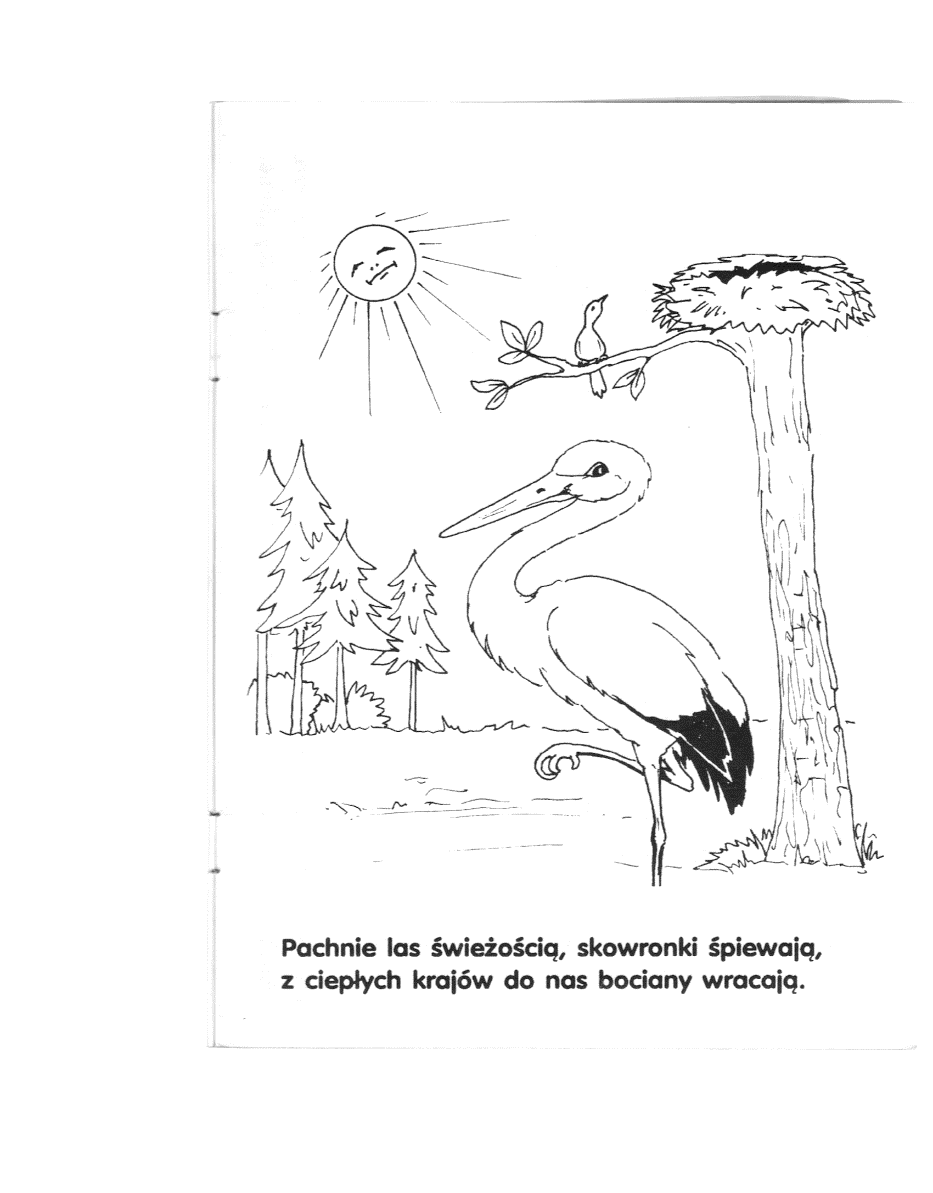 Pachnie las świeżością, skowronki śpiewają,
z ciepłych krajów do nas bociany wracają.